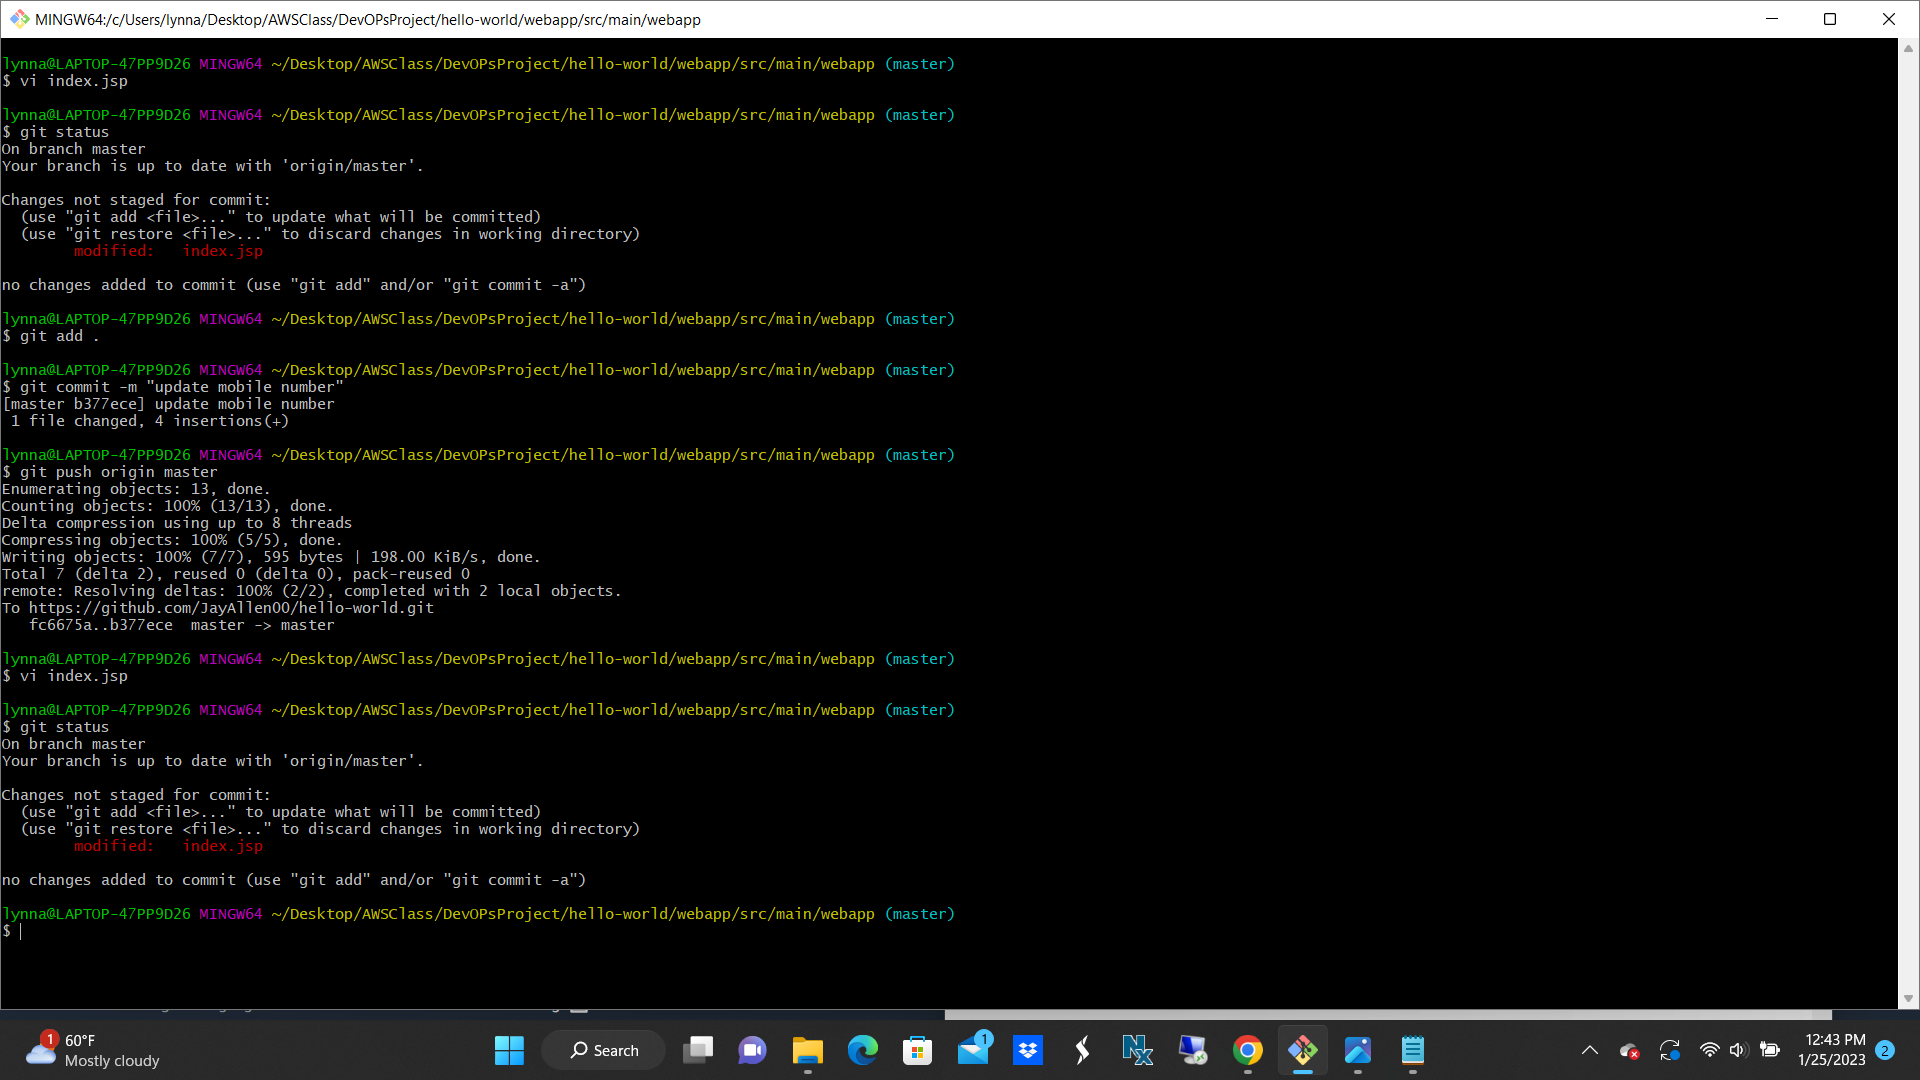 MINGW64:/c/Users/lynna/Desktop/AWSClass/DevOPsProject/hello-world/webapp/src/main/webapp
lynna@LAPTOP-47PP9D26 MINGW64 ~/Desktop/AWSClass/DevOPsProject/hello-world/webapp/src/main/webapp (master)
$ vi index.jsp
lynna@LAPTOP-47PP9D26 MINGW64 ~/Desktop/AWSClass/DevOPsProject/hello-world/webapp/src/main/webapp (master)
$ git status
On branch master
Your branch is up to date with 'origin/master'.
Changes not staged for commit:
  (use "git add <file>..." to update what will be committed)
  (use "git restore <file>..." to discard changes in working directory)
        modified:   index.jsp
no changes added to commit (use "git add" and/or "git commit -a")
lynna@LAPTOP-47PP9D26 MINGW64 ~/Desktop/AWSClass/DevOPsProject/hello-world/webapp/src/main/webapp (master)
$ git add .
lynna@LAPTOP-47PP9D26 MINGW64 ~/Desktop/AWSClass/DevOPsProject/hello-world/webapp/src/main/webapp (master)
$ git commit -m "update mobile number"
[master b377ece] update mobile number
 1 file changed, 4 insertions(+)
lynna@LAPTOP-47PP9D26 MINGW64 ~/Desktop/AWSClass/DevOPsProject/hello-world/webapp/src/main/webapp (master)
$ git push origin master
Enumerating objects: 13, done.
Counting objects: 100% (13/13), done.
Delta compression using up to 8 threads
Compressing objects: 100% (5/5), done.
Writing objects: 100% (7/7), 595 bytes | 198.00 KiB/s, done.
Total 7 (delta 2), reused 0 (delta 0), pack-reused 0
remote: Resolving deltas: 100% (2/2), completed with 2 local objects.
To https://github.com/JayAllen00/hello-world.git
   fc6675a..b377ece  master -> master
lynna@LAPTOP-47PP9D26 MINGW64 ~/Desktop/AWSClass/DevOPsProject/hello-world/webapp/src/main/webapp (master)
$ vi index.jsp
lynna@LAPTOP-47PP9D26 MINGW64 ~/Desktop/AWSClass/DevOPsProject/hello-world/webapp/src/main/webapp (master)
$ git status
On branch master
Your branch is up to date with 'origin/master'.
Changes not staged for commit:
  (use "git add <file>..." to update what will be committed)
  (use "git restore <file>..." to discard changes in working directory)
        modified:   index.jsp
no changes added to commit (use "git add" and/or "git commit -a")
lynna@LAPTOP-47PP9D26 MINGW64 ~/Desktop/AWSClass/DevOPsProject/hello-world/webapp/src/main/webapp (master)
$
1
60°F
Mostly cloudy
Search
1
Nx
12:43 PM
1/25/2023
2